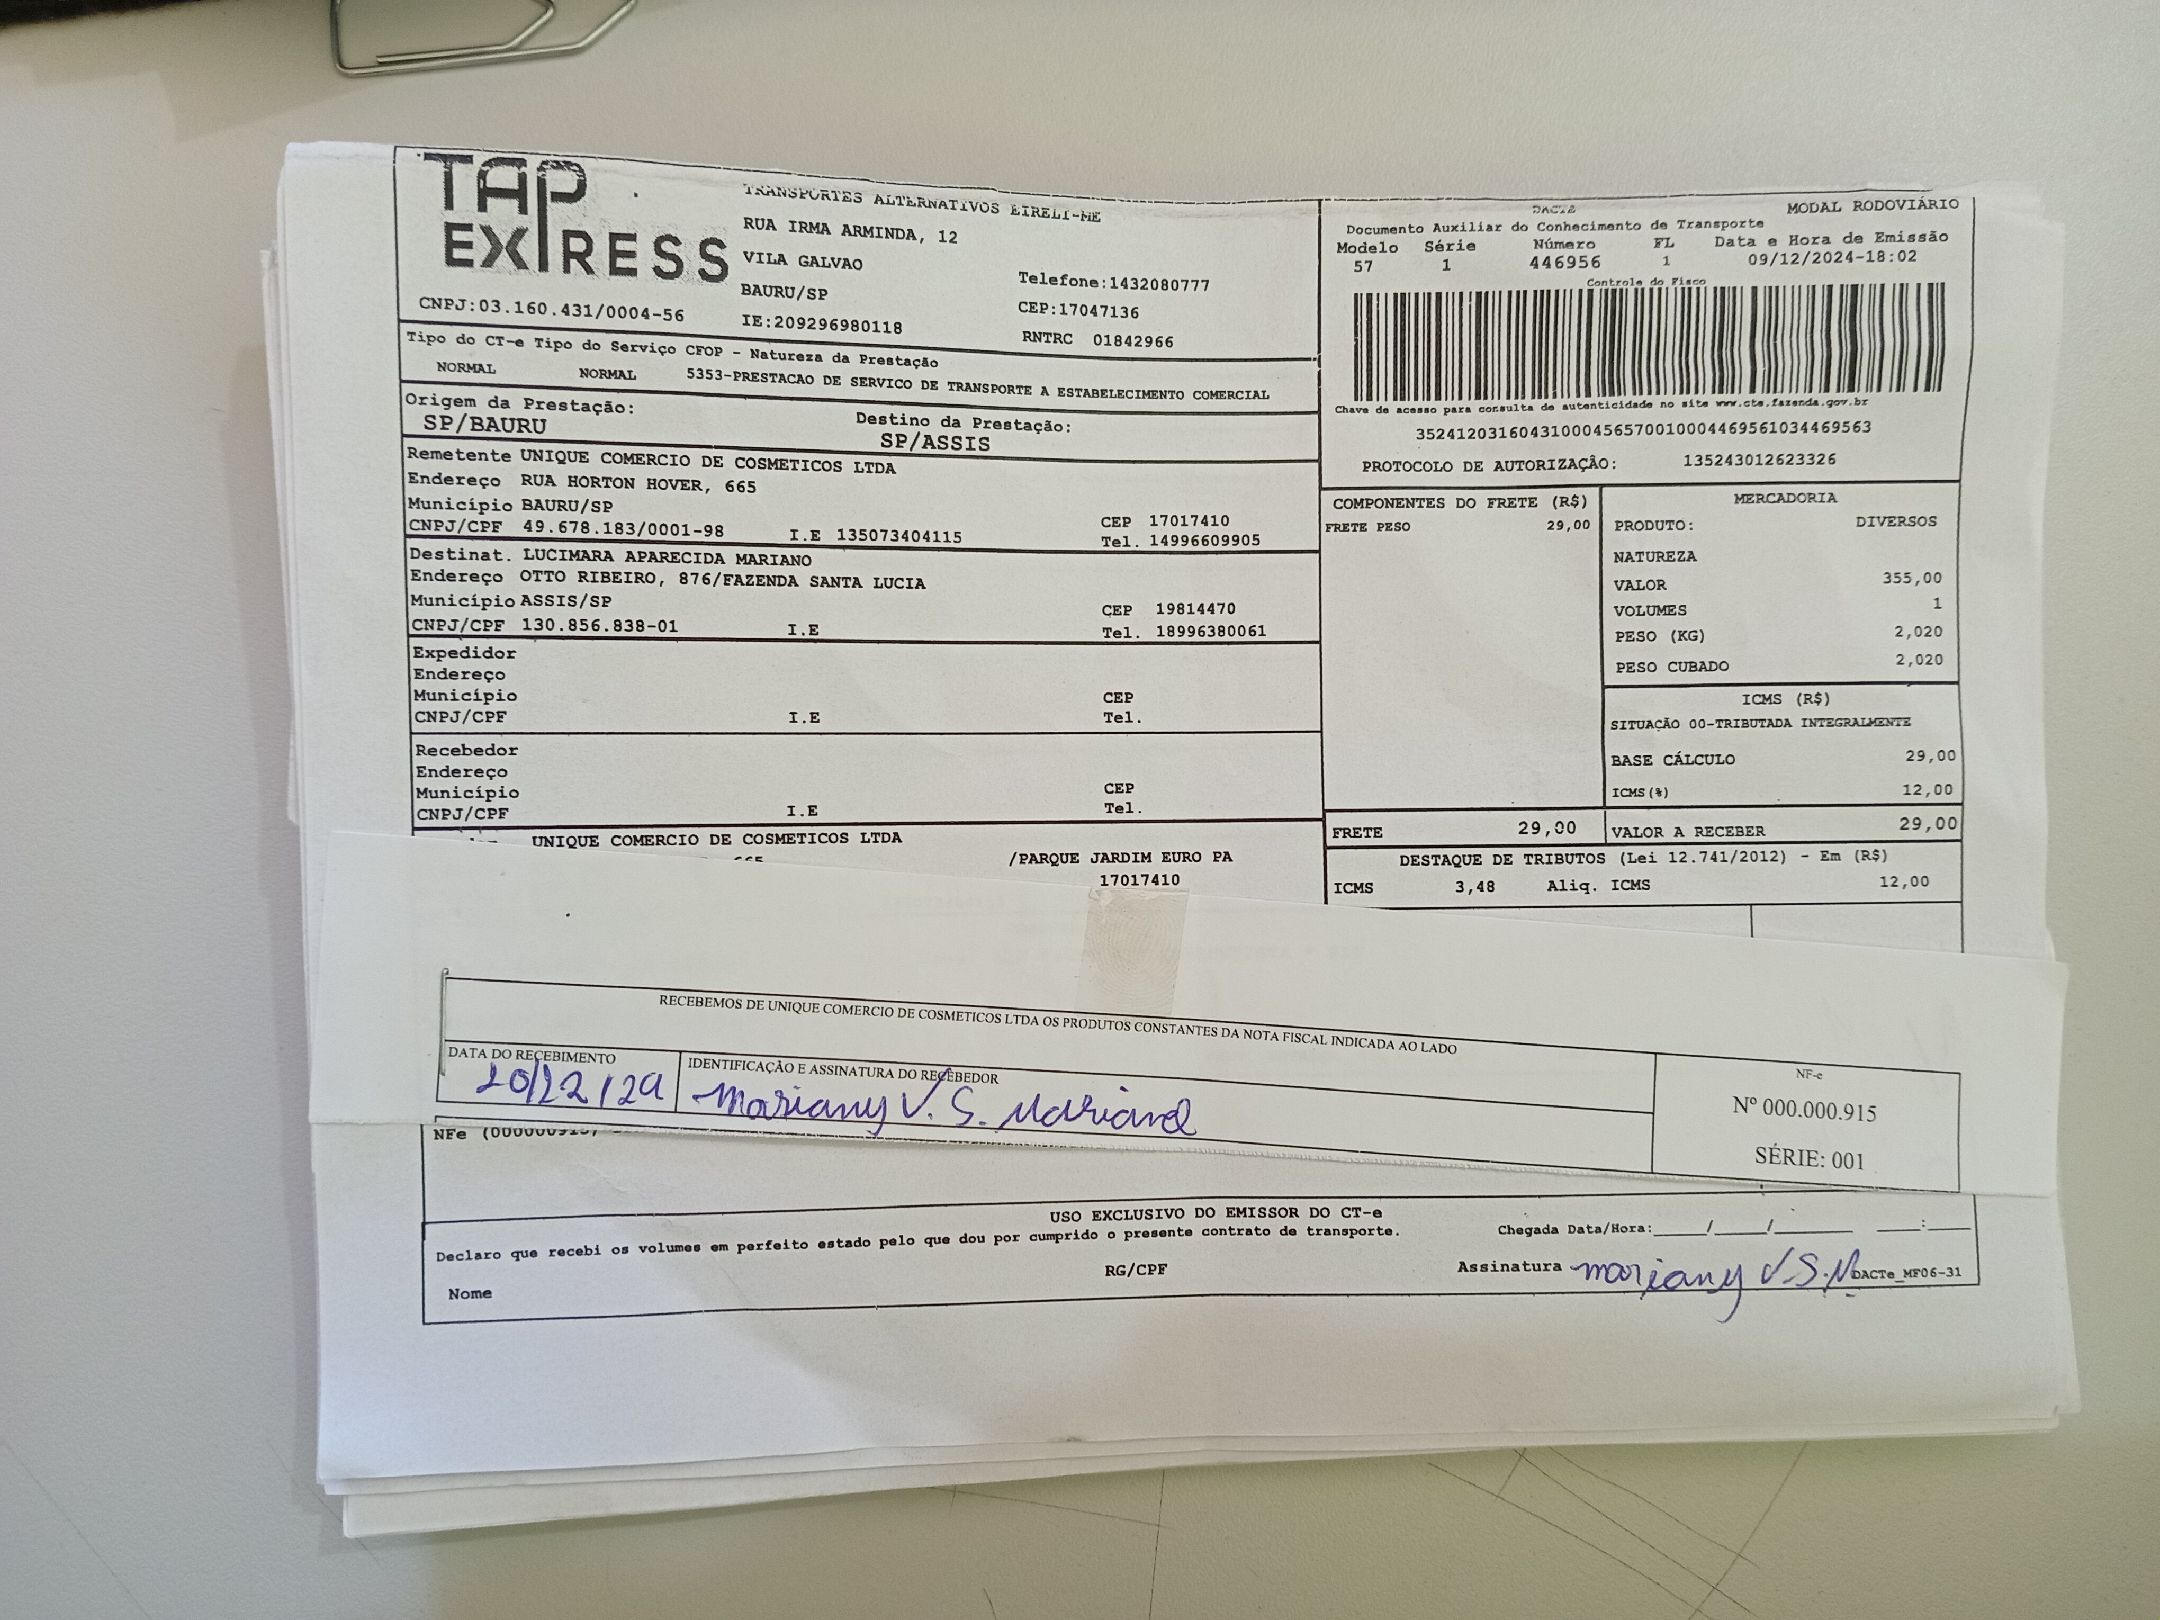 TAP EXPRESS
TRANSPORTES ALTERNATIVOS EIRELI-ME
RUA IRMA ARMINDA, 12
VILA GALVAO
BAURU/SP
Telefone:1432080777
CEP:17047136
CNPJ:03.160.431/0004-56
IE:209296980118
RNTRC 01842966
DACTE
MODAL RODOVIÁRIO
Documento Auxiliar do Conhecimento de Transporte
Modelo Série Número FL Data e Hora de Emissão
57 1 446956 1 09/12/2024-18:02
Controle do Fisco
Chave de acesso para consulta de autenticidade no site www.cte.fazenda.gov.br
35241203160431000456570010004469561034469563
PROTOCOLO DE AUTORIZAÇÃO: 135243012623326
Tipo do CT-e Tipo do Serviço CFOP - Natureza da Prestação
NORMAL NORMAL 5353-PRESTACAO DE SERVICO DE TRANSPORTE A ESTABELECIMENTO COMERCIAL
Origem da Prestação: Destino da Prestação:
SP/BAURU SP/ASSIS
Remetente UNIQUE COMERCIO DE COSMETICOS LTDA
Endereço RUA HORTON HOVER, 665
Município BAURU/SP CEP 17017410
CNPJ/CPF 49.678.183/0001-98 I.E 135073404115 Tel. 14996609905
Destinat. LUCIMARA APARECIDA MARIANO
Endereço OTTO RIBEIRO, 876/FAZENDA SANTA LUCIA
Município ASSIS/SP CEP 19814470
CNPJ/CPF 130.856.838-01 I.E Tel. 18996380061
Expedidor
Endereço
Município CEP
CNPJ/CPF I.E Tel.
Recebedor
Endereço
Município CEP
CNPJ/CPF I.E Tel.
UNIQUE COMERCIO DE COSMETICOS LTDA
/PARQUE JARDIM EURO PA
17017410
COMPONENTES DO FRETE (R$)
FRETE PESO 29,00
MERCADORIA
PRODUTO: DIVERSOS
NATUREZA
VALOR 355,00
VOLUMES 1
PESO (KG) 2,020
PESO CUBADO 2,020
ICMS (R$)
SITUAÇÃO 00-TRIBUTADA INTEGRALMENTE
BASE CÁLCULO 29,00
ICMS(%) 12,00
FRETE 29,00 VALOR A RECEBER 29,00
DESTAQUE DE TRIBUTOS (Lei 12.741/2012) - Em (R$)
ICMS 3,48 Aliq. ICMS 12,00
RECEBEMOS DE UNIQUE COMERCIO DE COSMETICOS LTDA OS PRODUTOS CONSTANTES DA NOTA FISCAL INDICADA AO LADO
DATA DO RECEBIMENTO IDENTIFICAÇÃO E ASSINATURA DO RECEBEDOR
Mariany V. S. Mariano
NF-e
Nº 000.000.915
SÉRIE: 001
NFe
USO EXCLUSIVO DO EMISSOR DO CT-e
Declaro que recebi os volumes em perfeito estado pelo que dou por cumprido o presente contrato de transporte.
Chegada Data/Hora:____/____/______ ___:___
Nome RG/CPF Assinatura Mariany V.S.M.
DACTe_MF06-31